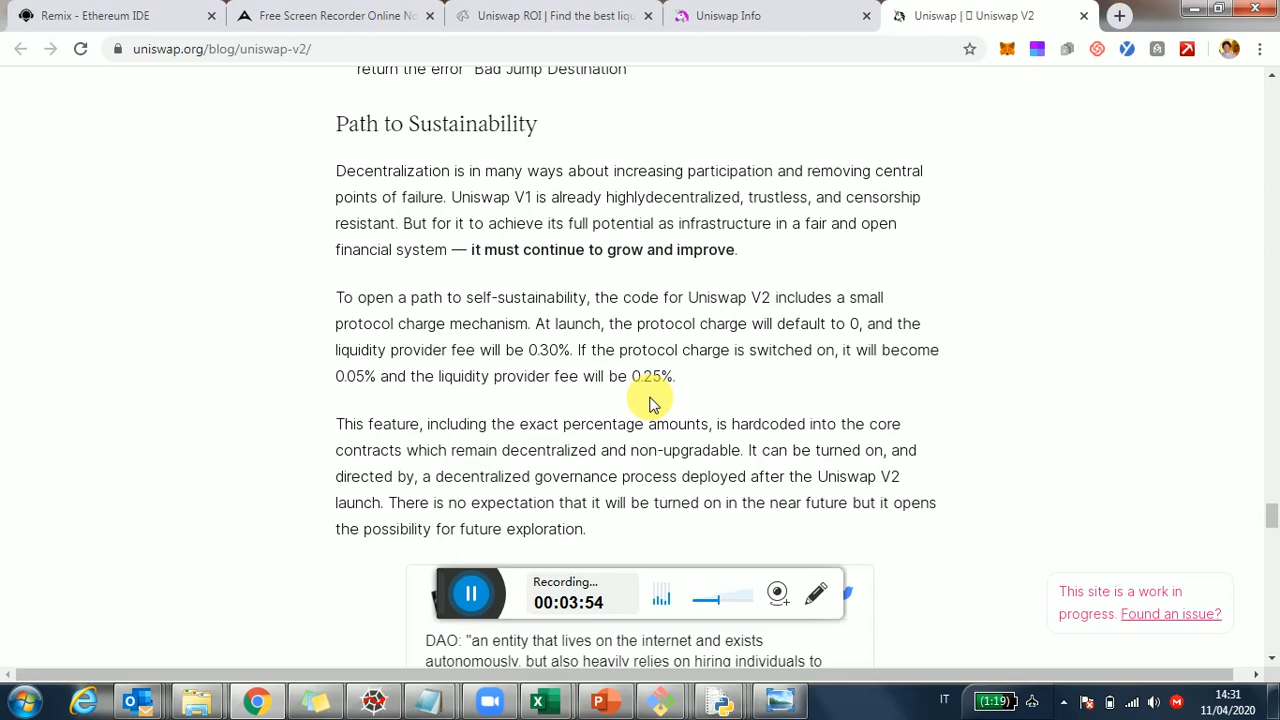 Remix - Ethereum IDE
Free Screen Recorder Online No
Uniswap ROI | Find the best liqu
Uniswap Info
Uniswap | Uniswap V2
uniswap.org/blog/uniswap-v2/
return the error "Bad Jump Destination"
Path to Sustainability
Decentralization is in many ways about increasing participation and removing central
points of failure. Uniswap V1 is already highlydecentralized, trustless, and censorship
resistant. But for it to achieve its full potential as infrastructure in a fair and open
financial system — it must continue to grow and improve.
To open a path to self-sustainability, the code for Uniswap V2 includes a small
protocol charge mechanism. At launch, the protocol charge will default to 0, and the
liquidity provider fee will be 0.30%. If the protocol charge is switched on, it will become
0.05% and the liquidity provider fee will be 0.25%.
This feature, including the exact percentage amounts, is hardcoded into the core
contracts which remain decentralized and non-upgradable. It can be turned on, and
directed by, a decentralized governance process deployed after the Uniswap V2
launch. There is no expectation that it will be turned on in the near future but it opens
the possibility for future exploration.
Recording...
00:03:54
This site is a work in
progress. Found an issue?
DAO: "an entity that lives on the internet and exists
autonomously, but also heavily relies on hiring individuals to
IT
(1:19)
14:31
11/04/2020